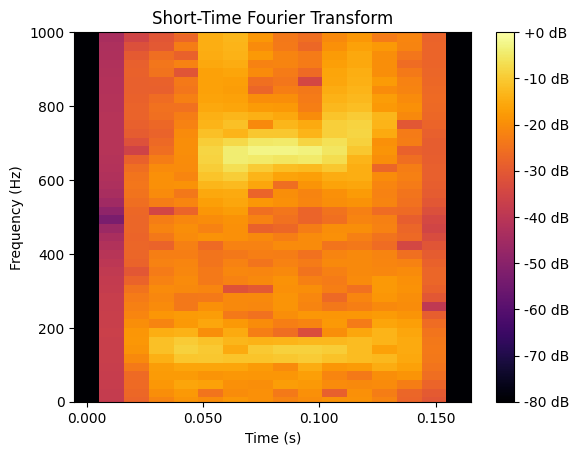 Short-Time Fourier Transform
1000
800
600
400
200
0
Frequency (Hz)
0.000
0.050
0.100
0.150
Time (s)
+0 dB
-10 dB
-20 dB
-30 dB
-40 dB
-50 dB
-60 dB
-70 dB
-80 dB